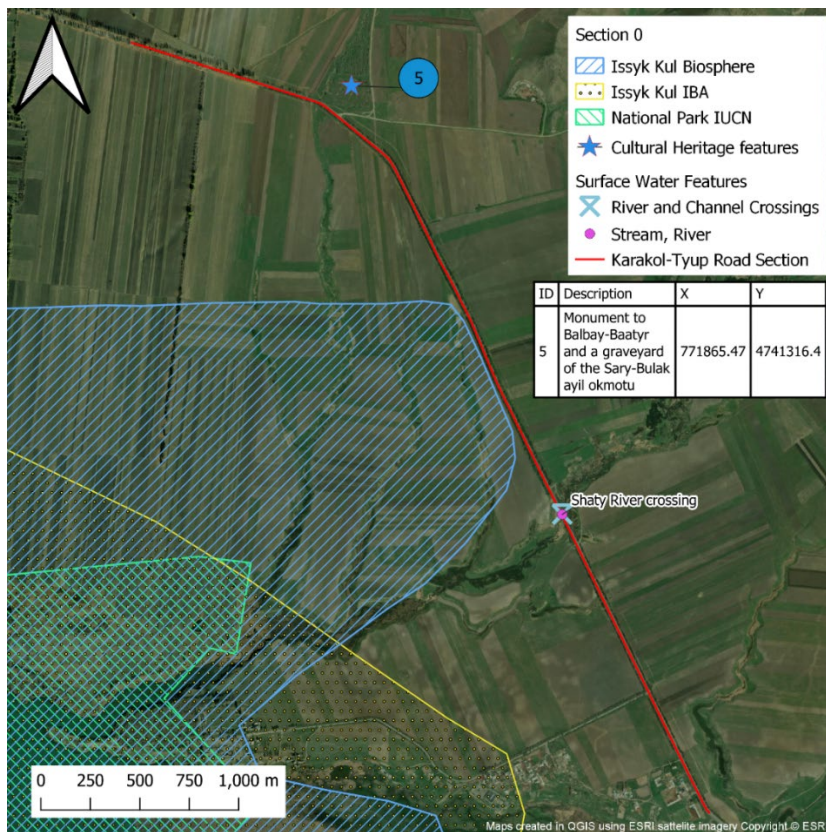 5
Section 0
Issyk Kul Biosphere
Issyk Kul IBA
National Park IUCN
Cultural Heritage features
Surface Water Features
River and Channel Crossings
Stream, River
Karakol-Tyup Road Section
ID Description X Y
5 Monument to Balbay-Baatyr and a graveyard of the Sary-Bulak ayil okmotu 771865.47 4741316.4
Shaty River crossing
0 250 500 750 1,000 m
Maps created in QGIS using ESRI sattelite imagery Copyright © ESR